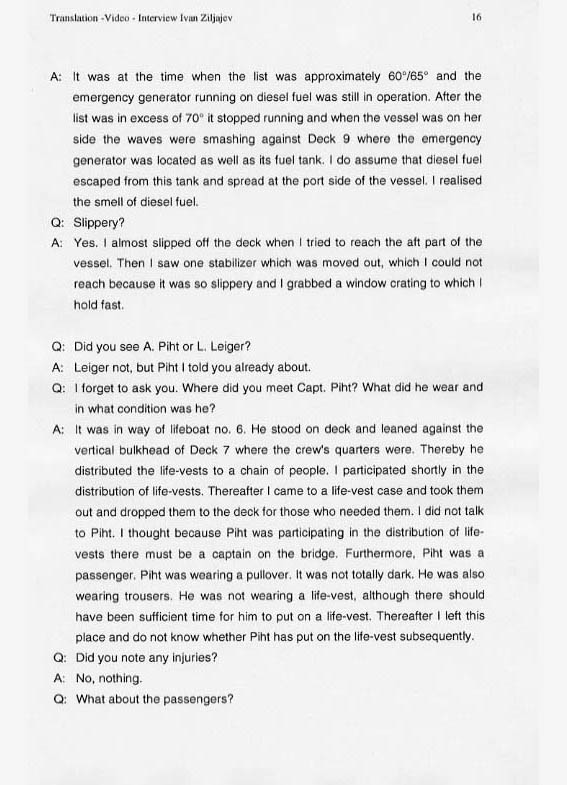 Translation -Video - Interview Ivan Ziljajev
16
A: It was at the time when the list was approximately 60°/65° and the
emergency generator running on diesel fuel was still in operation. After the
list was in excess of 70° it stopped running and when the vessel was on her
side the waves were smashing against Deck 9 where the emergency
generator was located as well as its fuel tank. I do assume that diesel fuel
escaped from this tank and spread at the port side of the vessel. I realised
the smell of diesel fuel.
Q: Slippery?
A: Yes. I almost slipped off the deck when I tried to reach the aft part of the
vessel. Then I saw one stabilizer which was moved out, which I could not
reach because it was so slippery and I grabbed a window crating to which I
hold fast.
Q: Did you see A. Piht or L. Leiger?
A: Leiger not, but Piht I told you already about.
Q: I forget to ask you. Where did you meet Capt. Piht? What did he wear and
in what condition was he?
A: It was in way of lifeboat no. 6. He stood on deck and leaned against the
vertical bulkhead of Deck 7 where the crew's quarters were. Thereby he
distributed the life-vests to a chain of people. I participated shortly in the
distribution of life-vests. Thereafter I came to a life-vest case and took them
out and dropped them to the deck for those who needed them. I did not talk
to Piht. I thought because Piht was participating in the distribution of life-
vests there must be a captain on the bridge. Furthermore, Piht was a
passenger. Piht was wearing a pullover. It was not totally dark. He was also
wearing trousers. He was not wearing a life-vest, although there should
have been sufficient time for him to put on a life-vest. Thereafter I left this
place and do not know whether Piht has put on the life-vest subsequently.
Q: Did you note any injuries?
A: No, nothing.
Q: What about the passengers?